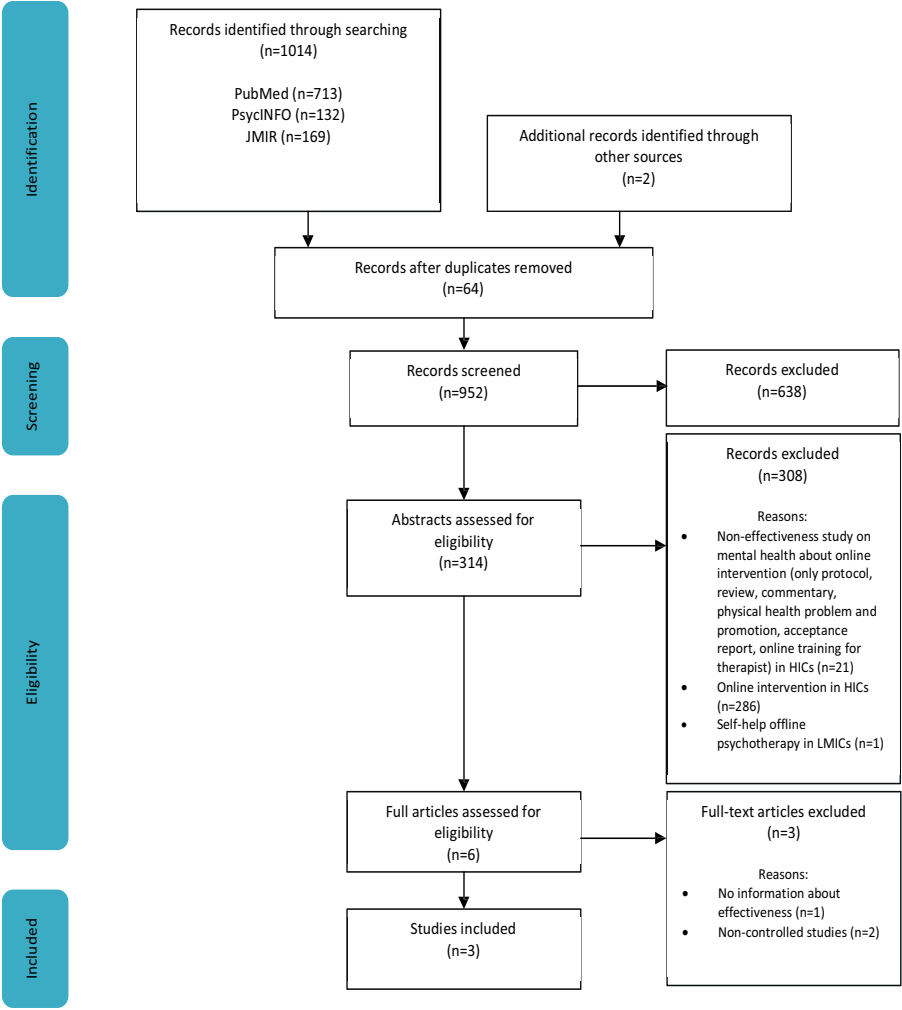 Identification
Records identified through searching
(n=1014)
PubMed (n=713)
PsycINFO (n=132)
JMIR (n=169)
Additional records identified through
other sources
(n=2)
Records after duplicates removed
(n=64)
Screening
Records screened
(n=952)
Records excluded
(n=638)
Eligibility
Abstracts assessed for
eligibility
(n=314)
Records excluded
(n=308)
Reasons:
• Non-effectiveness study on
mental health about online
intervention (only protocol,
review, commentary,
physical health problem and
promotion, acceptance
report, online training for
therapist) in HICs (n=21)
• Online intervention in HICs
(n=286)
• Self-help offline
psychotherapy in LMICs (n=1)
Full articles assessed for
eligibility
(n=6)
Full-text articles excluded
(n=3)
Reasons:
• No information about
effectiveness (n=1)
• Non-controlled studies (n=2)
Included
Studies included
(n=3)